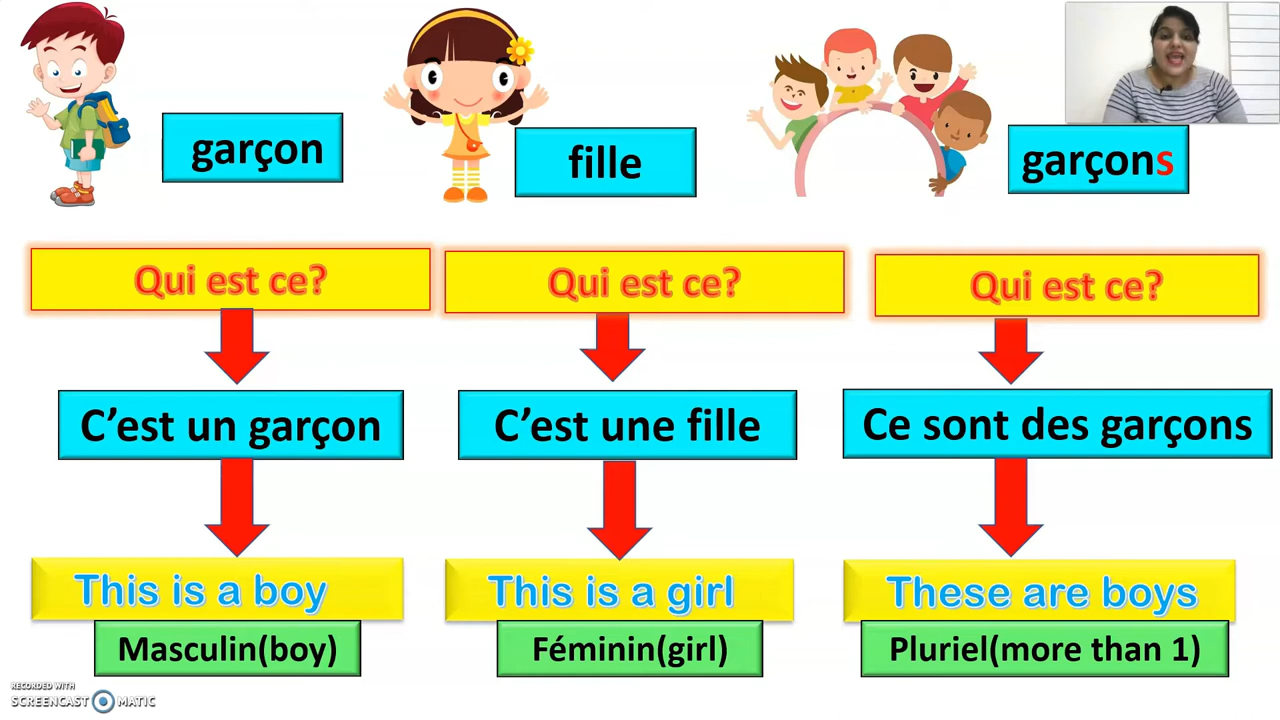 garçon
fille
garçons
Qui est ce?
Qui est ce?
Qui est ce?
C’est un garçon
C’est une fille
Ce sont des garçons
This is a boy
This is a girl
These are boys
Masculin(boy)
Féminin(girl)
Pluriel(more than 1)
RECORDED WITH
SCREENCAST MATIC